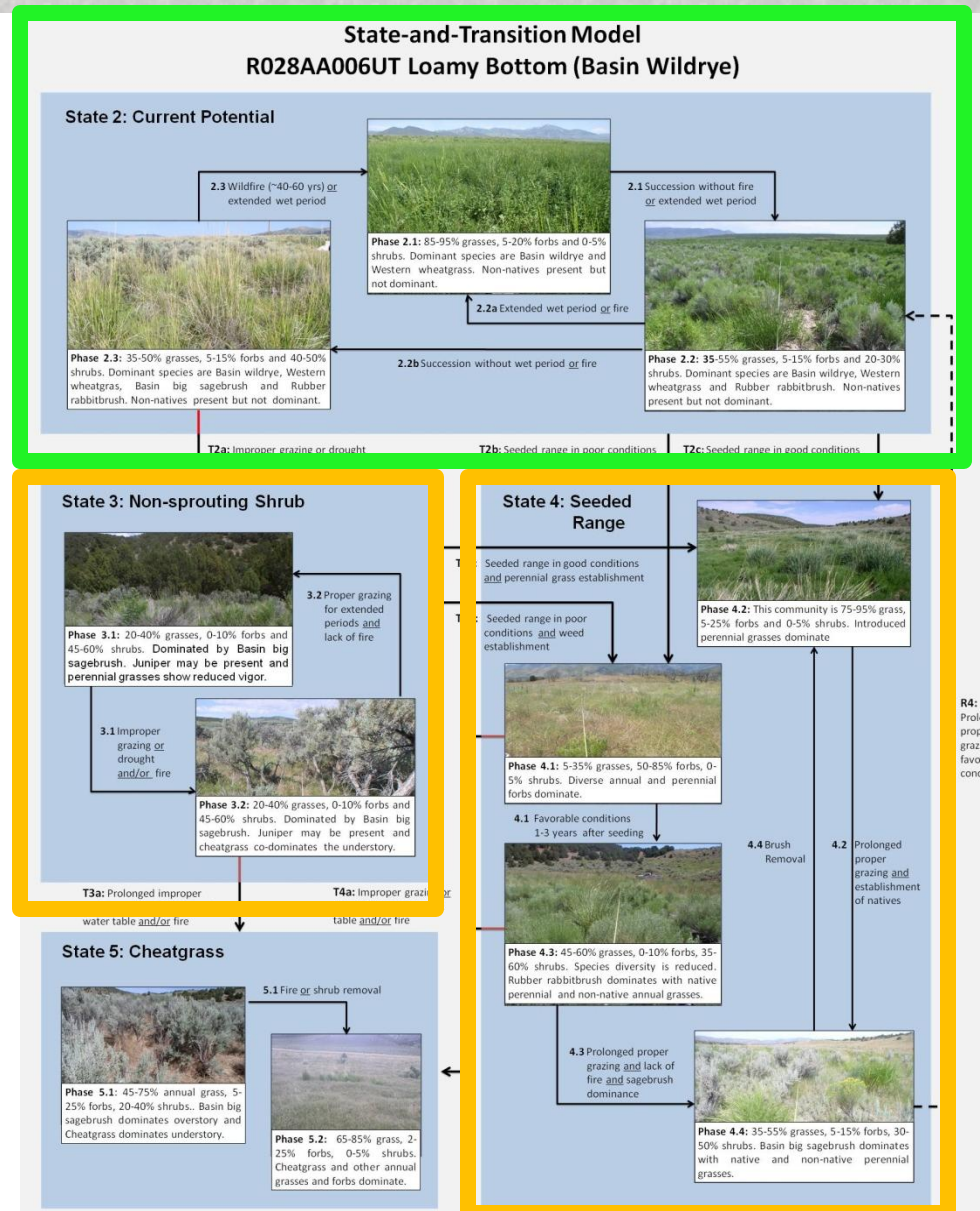 State-and-Transition Model
R028AA006UT Loamy Bottom (Basin Wildrye)
State 2: Current Potential
2.3 Wildfire (~40-60 yrs) or
extended wet period
2.1 Succession without fire
or extended wet period
Phase 2.1: 85-95% grasses, 5-20% forbs and 0-5%
shrubs. Dominant species are Basin wildrye and
Western wheatgrass. Non-natives present but
not dominant.
2.2a Extended wet period or fire
2.2b Succession without wet period or fire
Phase 2.3: 35-50% grasses, 5-15% forbs and 40-50%
shrubs. Dominant species are Basin wildrye, Western
wheatgras, Basin big sagebrush and Rubber
rabbitbrush. Non-natives present but not dominant.
Phase 2.2: 35-55% grasses, 5-15% forbs and 20-30%
shrubs. Dominant species are Basin wildrye, Western
wheatgrass and Rubber rabbitbrush. Non-natives
present but not dominant.
T2a: Improper grazing or drought
T2b: Seeded range in poor conditions
T2c: Seeded range in good conditions
State 3: Non-sprouting Shrub
3.2 Proper grazing
for extended
periods and
lack of fire
Phase 3.1: 20-40% grasses, 0-10% forbs and
45-60% shrubs. Dominated by Basin big
sagebrush. Juniper may be present and
perennial grasses show reduced vigor.
3.1 Improper
grazing or
drought
and/or fire
Phase 3.2: 20-40% grasses, 0-10% forbs and
45-60% shrubs. Dominated by Basin big
sagebrush. Juniper may be present and
cheatgrass co-dominates the understory.
State 4: Seeded
Range
Seeded range in good conditions
and perennial grass establishment
Seeded range in poor
conditions and weed
establishment
Phase 4.2: This community is 75-95% grass,
5-25% forbs and 0-5% shrubs. Introduced
perennial grasses dominate
Phase 4.1: 5-35% grasses, 50-85% forbs, 0-
5% shrubs. Diverse annual and perennial
forbs dominate.
4.1 Favorable conditions
1-3 years after seeding
4.4 Brush
Removal
4.2 Prolonged
proper
grazing and
establishment
of natives
Phase 4.3: 45-60% grasses, 0-10% forbs, 35-
60% shrubs. Species diversity is reduced.
Rubber rabbitbrush dominates with native
perennial and non-native annual grasses.
4.3 Prolonged proper
grazing and lack of
fire and sagebrush
dominance
Phase 4.4: 35-55% grasses, 5-15% forbs, 30-
50% shrubs. Basin big sagebrush dominates
with native and non-native perennial
grasses.
R4:
T3a: Prolonged improper
water table and/or fire
T4a: Improper grazing or
table and/or fire
State 5: Cheatgrass
5.1 Fire or shrub removal
Phase 5.1: 45-75% annual grass, 5-
25% forbs, 20-40% shrubs.. Basin big
sagebrush dominates overstory and
Cheatgrass dominates understory.
Phase 5.2: 65-85% grass, 2-
25% forbs, 0-5% shrubs.
Cheatgrass and other annual
grasses and forbs dominate.